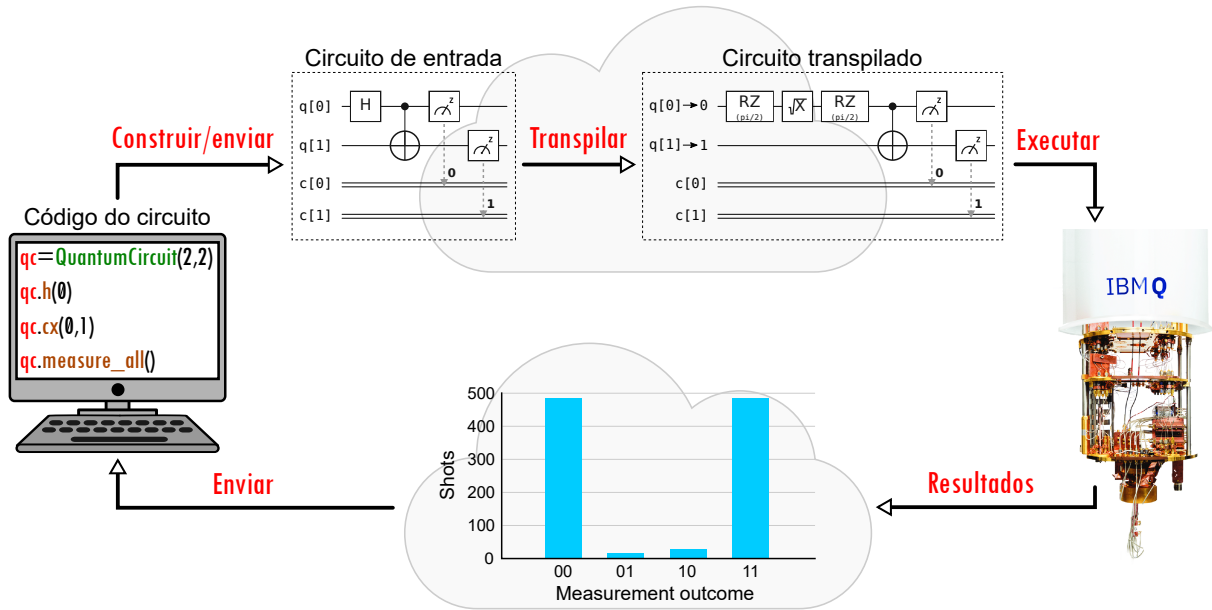 Circuito de entrada
q[0]
H
z
q[1]
z
c[0]
0
c[1]
1
Circuito transpilado
q[0]→0
RZ
(pi/2)
√X
RZ
(pi/2)
z
q[1]→1
z
c[0]
0
c[1]
1
Construir/enviar
Transpilar
Executar
Código do circuito
qc=QuantumCircuit(2,2)
qc.h(0)
qc.cx(0,1)
qc.measure_all()
IBM Q
Enviar
Resultados
500
400
300
200
100
0
Shots
00 01 10 11
Measurement outcome